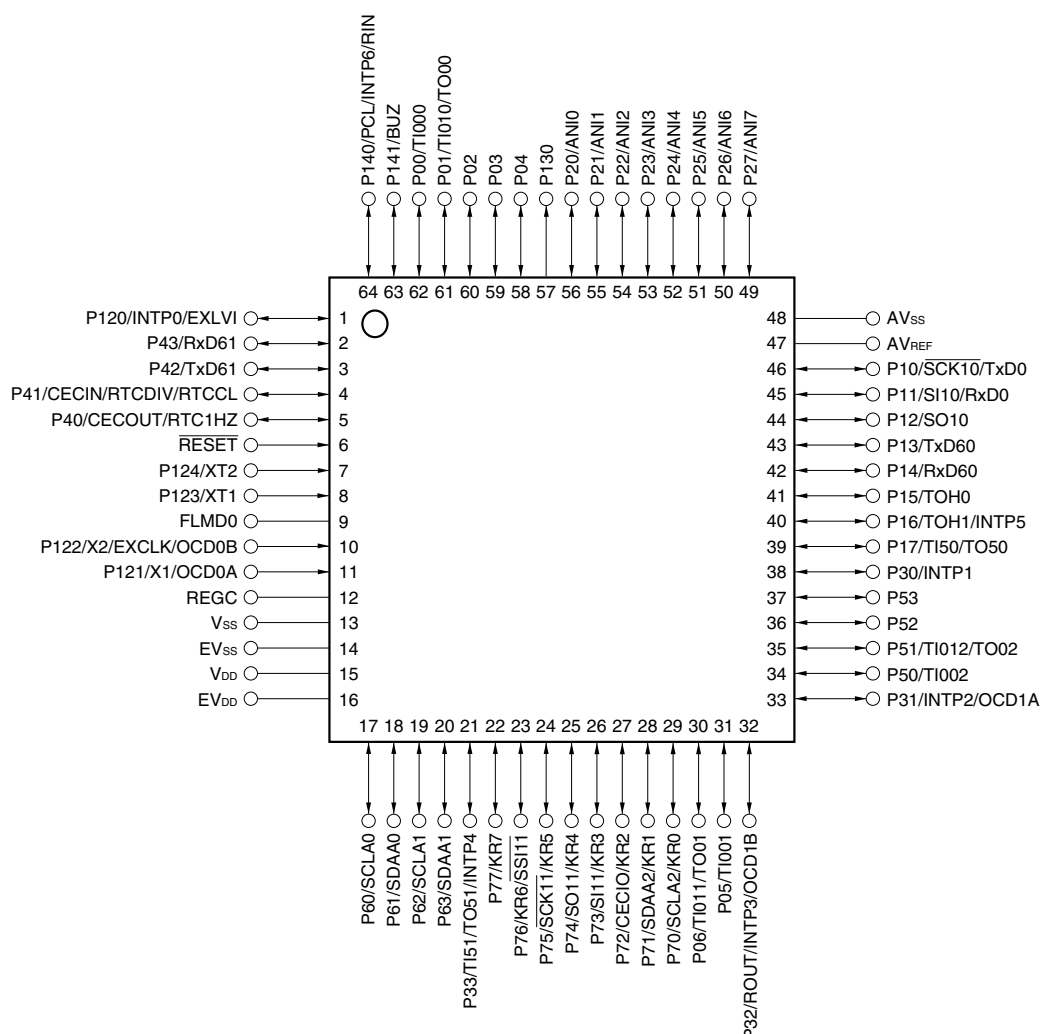 P140/PCL/INTP6/RIN
P141/BUZ
P00/TI000
P01/TI010/TO00
P02
P03
P04
P130
P20/ANI0
P21/ANI1
P22/ANI2
P23/ANI3
P24/ANI4
P25/ANI5
P26/ANI6
P27/ANI7
64 63 62 61 60 59 58 57 56 55 54 53 52 51 50 49
P120/INTP0/EXLVI 1
P43/RxD61 2
P42/TxD61 3
P41/CECIN/RTCDIV/RTCCL 4
P40/CECOUT/RTC1HZ 5
RESET 6
P124/XT2 7
P123/XT1 8
FLMD0 9
P122/X2/EXCLK/OCD0B 10
P121/X1/OCD0A 11
REGC 12
VSS 13
EVSS 14
VDD 15
EVDD 16
48 AVSS
47 AVREF
46 P10/SCK10/TxD0
45 P11/SI10/RxD0
44 P12/SO10
43 P13/TxD60
42 P14/RxD60
41 P15/TOH0
40 P16/TOH1/INTP5
39 P17/TI50/TO50
38 P30/INTP1
37 P53
36 P52
35 P51/TI012/TO02
34 P50/TI002
33 P31/INTP2/OCD1A
17 18 19 20 21 22 23 24 25 26 27 28 29 30 31 32
P60/SCLA0
P61/SDAA0
P62/SCLA1
P63/SDAA1
P33/TI51/TO51/INTP4
P77/KR7
P76/KR6/SSI11
P75/SCK11/KR5
P74/SO11/KR4
P73/SI11/KR3
P72/CECIO/KR2
P71/SDAA2/KR1
P70/SCLA2/KR0
P06/TI011/TO01
P05/TI001
P32/ROUT/INTP3/OCD1B